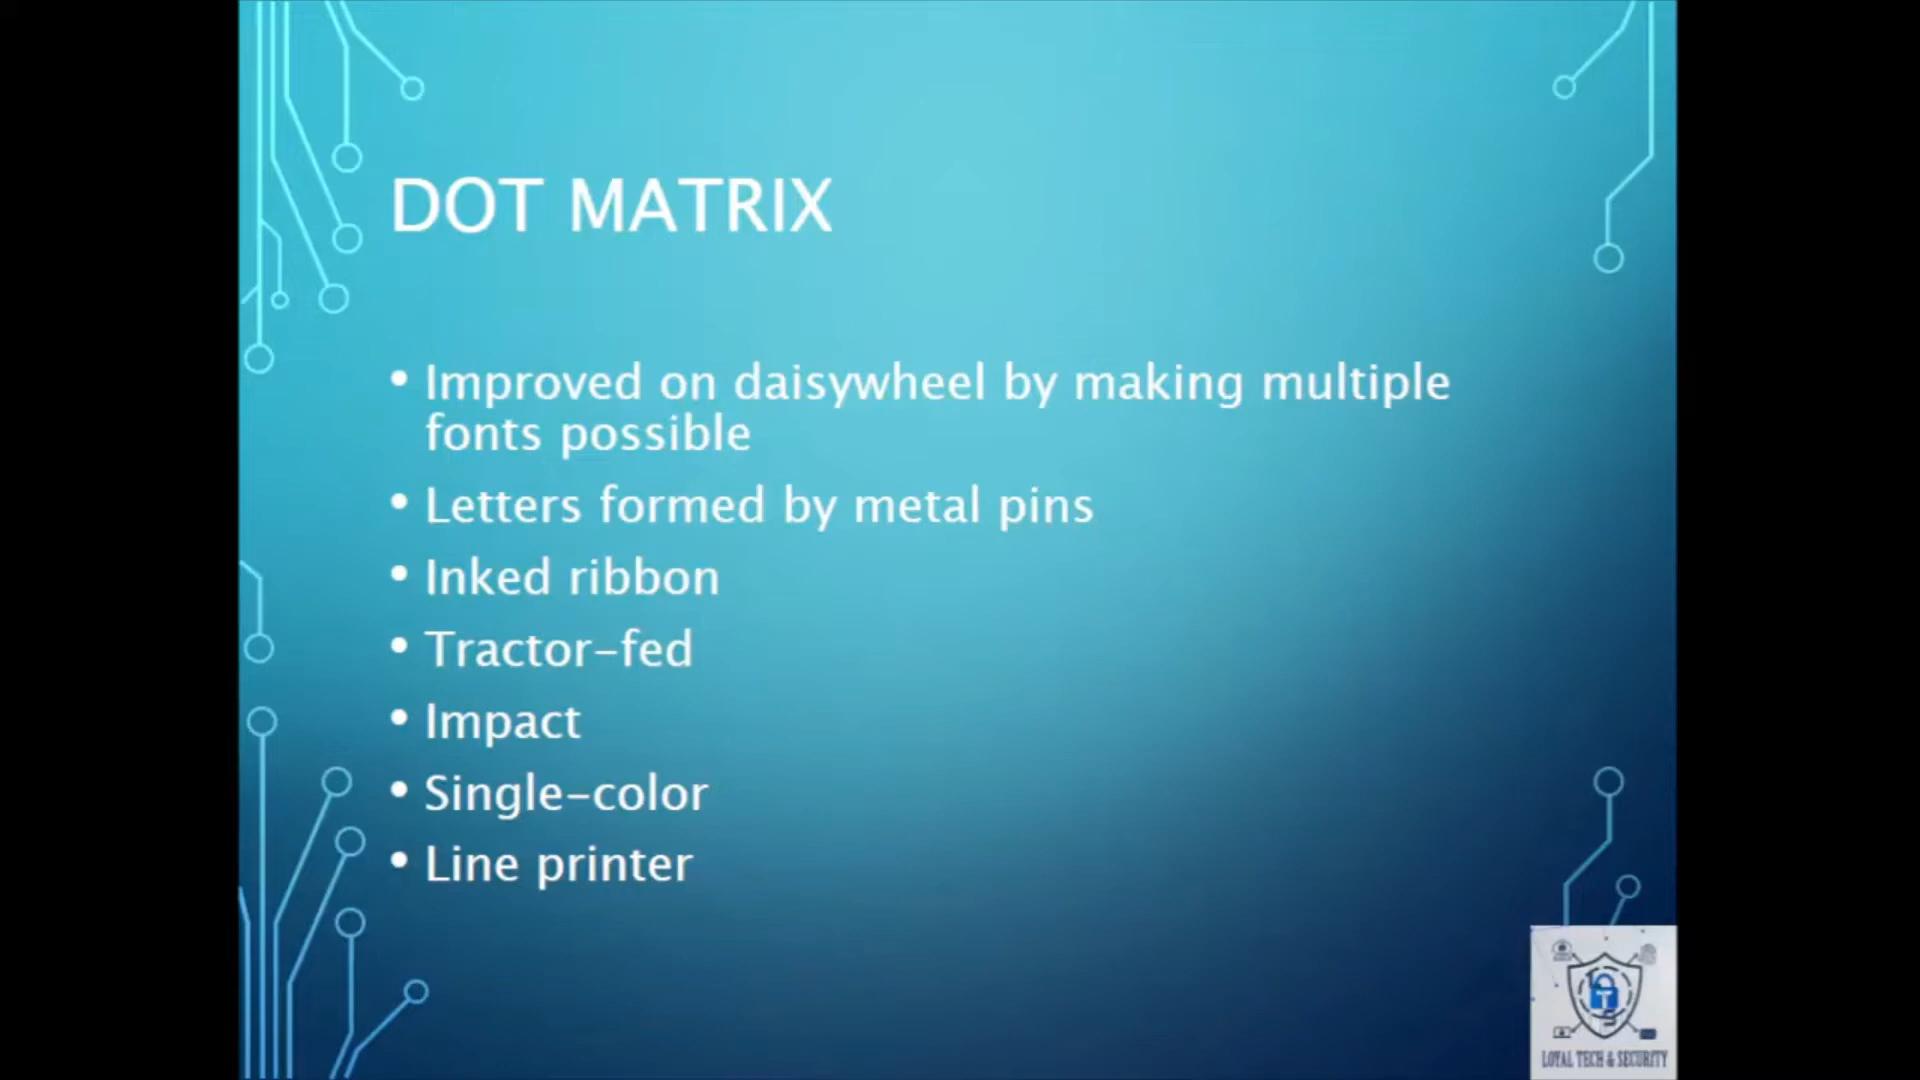 DOT MATRIX
• Improved on daisywheel by making multiple
fonts possible
• Letters formed by metal pins
• Inked ribbon
• Tractor-fed
• Impact
• Single-color
• Line printer
T
LOYAL TECH & SECURITY